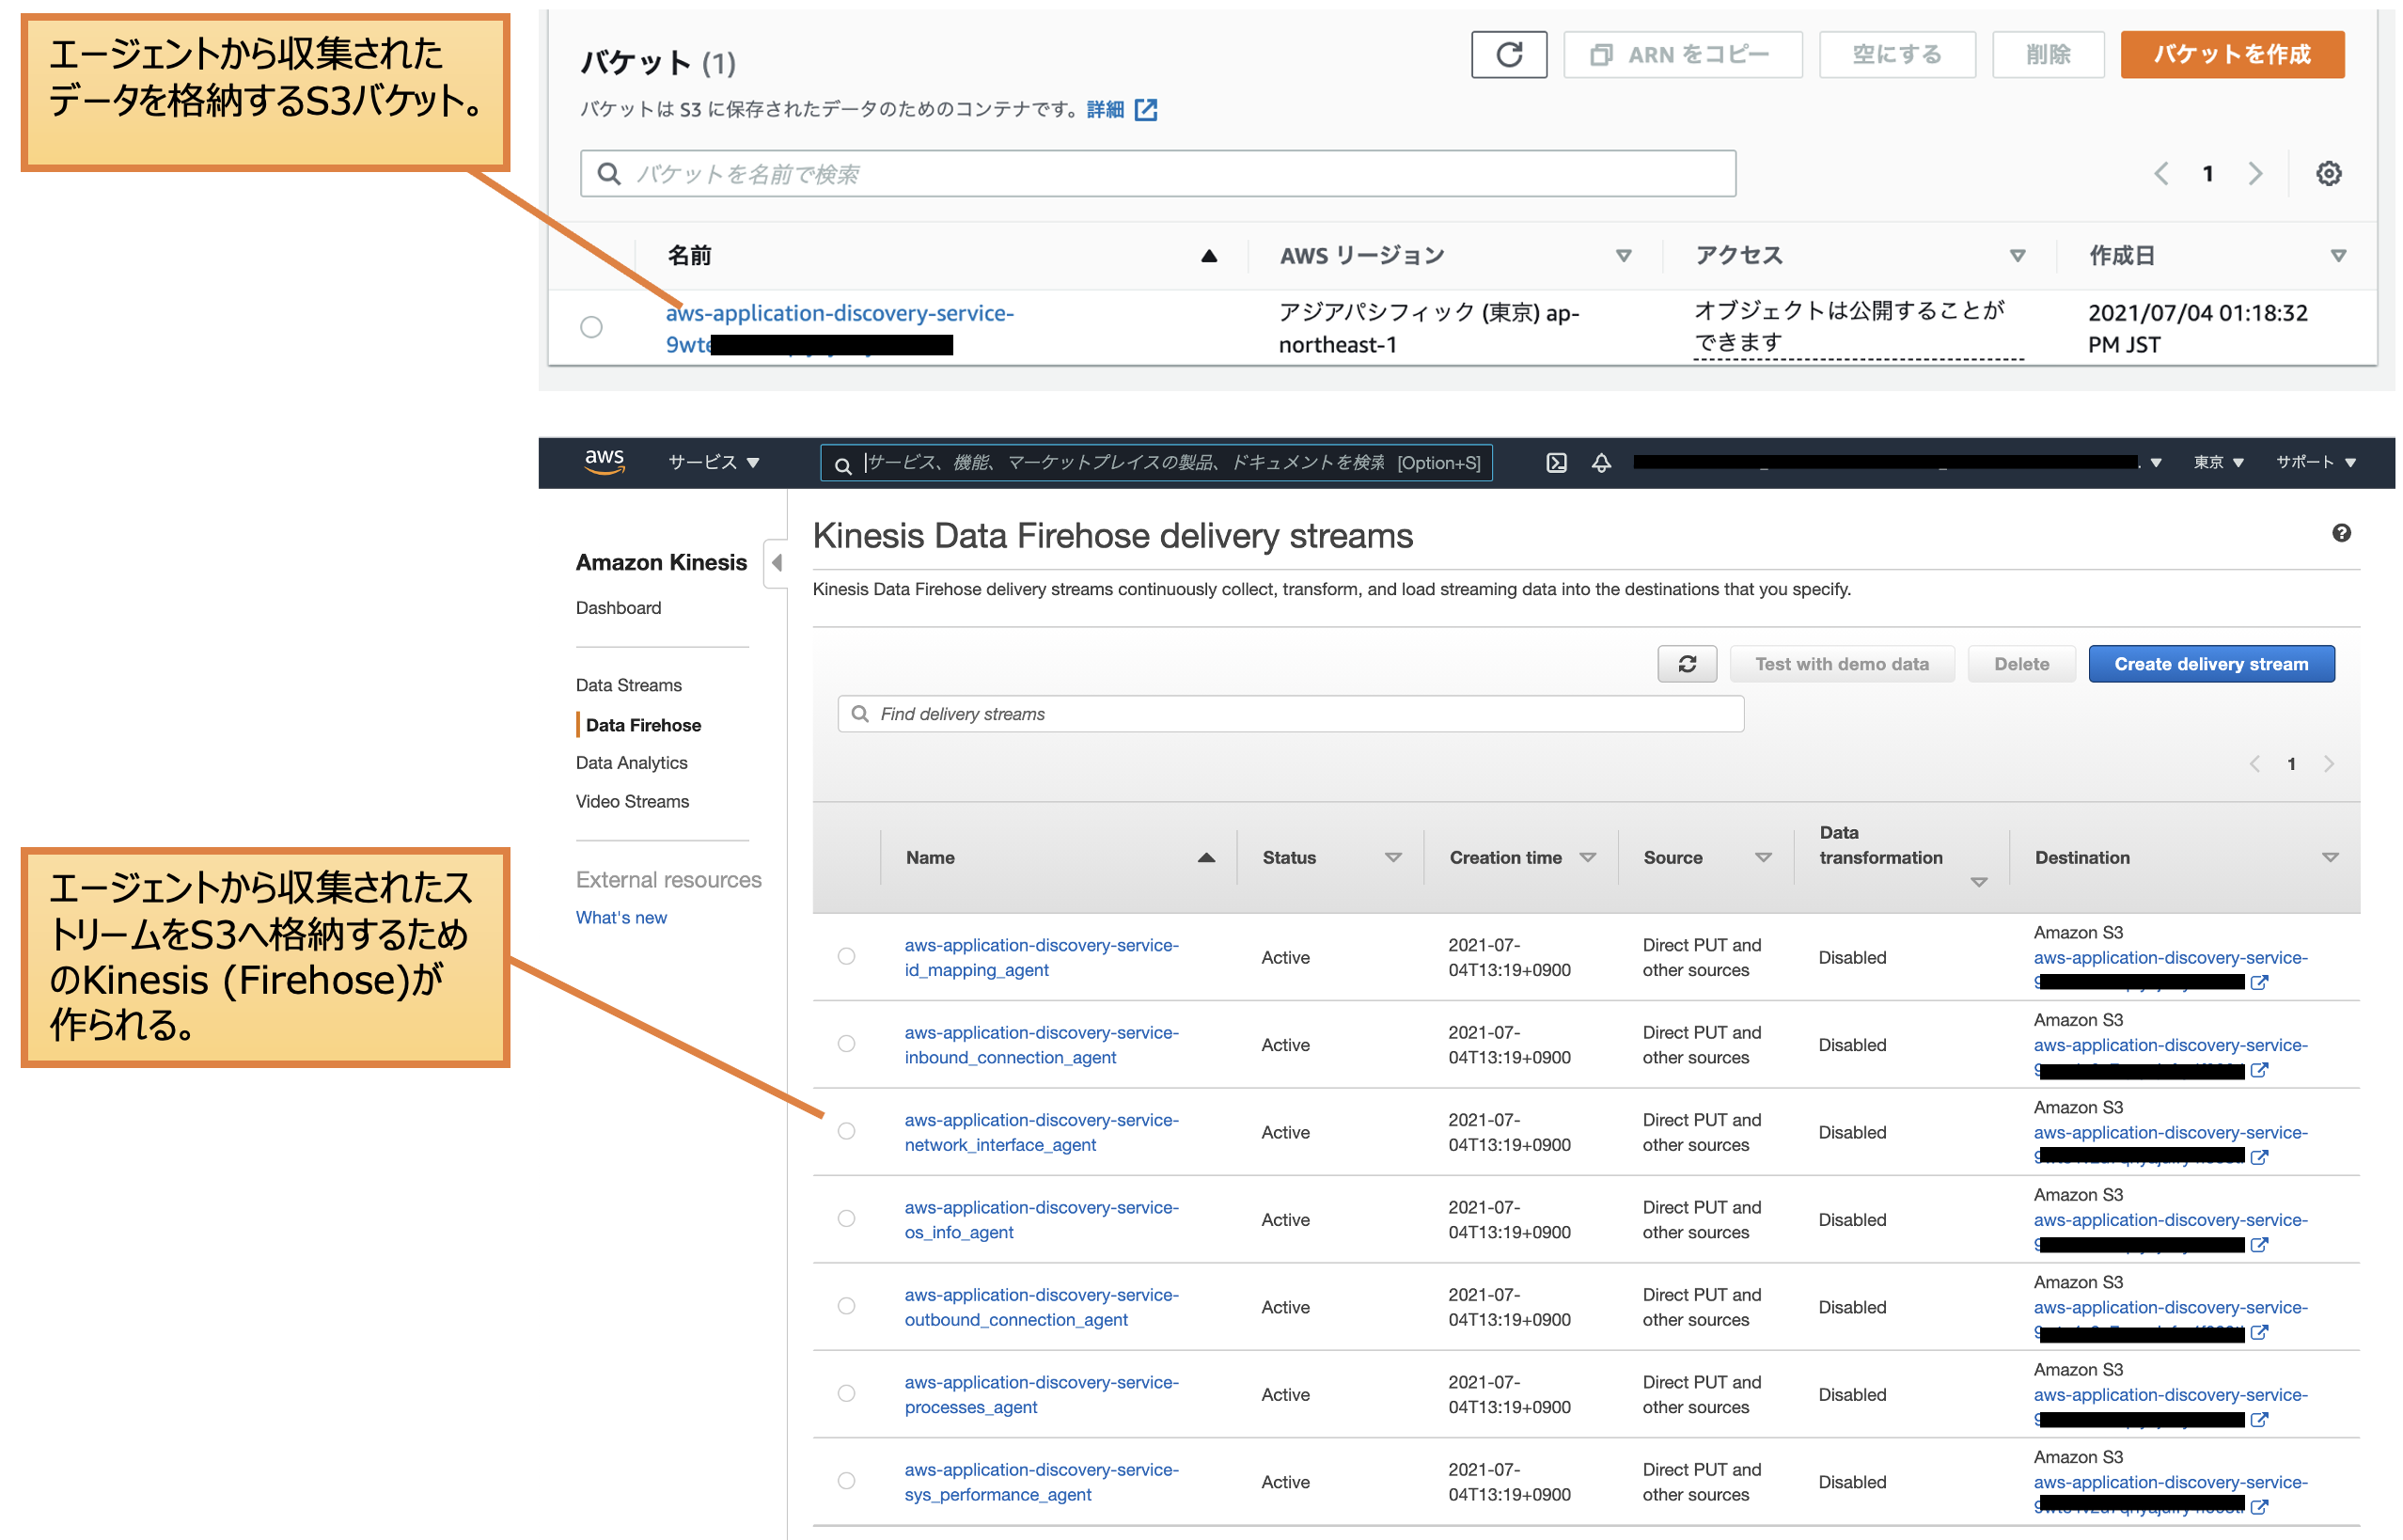 エージェントから収集された
データを格納するS3バケット。
バケット (1)
ARN をコピー
空にする
削除
バケットを作成
バケットは S3 に保存されたデータのためのコンテナです。詳細
バケットを名前で検索
1
名前
AWS リージョン
アクセス
作成日
aws-application-discovery-service-
9wte
アジアパシフィック (東京) ap-
northeast-1
オブジェクトは公開することが
できます
2021/07/04 01:18:32
PM JST
aws
サービス
サービス、機能、マーケットプレイスの製品、ドキュメントを検索 [Option+S]
東京
サポート
Amazon Kinesis
Dashboard
Data Streams
Data Firehose
Data Analytics
Video Streams
External resources
What's new
エージェントから収集されたス
トリームをS3へ格納するため
のKinesis (Firehose)が
作られる。
Kinesis Data Firehose delivery streams
Kinesis Data Firehose delivery streams continuously collect, transform, and load streaming data into the destinations that you specify.
Test with demo data
Delete
Create delivery stream
Find delivery streams
1
Name
Status
Creation time
Source
Data
transformation
Destination
aws-application-discovery-service-
id_mapping_agent
Active
2021-07-
04T13:19+0900
Direct PUT and
other sources
Disabled
Amazon S3
aws-application-discovery-service-
aws-application-discovery-service-
inbound_connection_agent
Active
2021-07-
04T13:19+0900
Direct PUT and
other sources
Disabled
Amazon S3
aws-application-discovery-service-
aws-application-discovery-service-
network_interface_agent
Active
2021-07-
04T13:19+0900
Direct PUT and
other sources
Disabled
Amazon S3
aws-application-discovery-service-
aws-application-discovery-service-
os_info_agent
Active
2021-07-
04T13:19+0900
Direct PUT and
other sources
Disabled
Amazon S3
aws-application-discovery-service-
aws-application-discovery-service-
outbound_connection_agent
Active
2021-07-
04T13:19+0900
Direct PUT and
other sources
Disabled
Amazon S3
aws-application-discovery-service-
aws-application-discovery-service-
processes_agent
Active
2021-07-
04T13:19+0900
Direct PUT and
other sources
Disabled
Amazon S3
aws-application-discovery-service-
aws-application-discovery-service-
sys_performance_agent
Active
2021-07-
04T13:19+0900
Direct PUT and
other sources
Disabled
Amazon S3
aws-application-discovery-service-